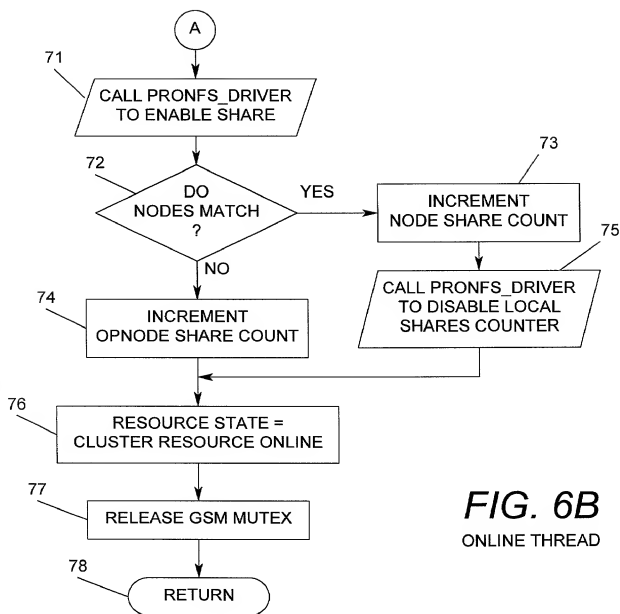 A
71
CALL PRONFS_DRIVER
TO ENABLE SHARE
72
DO
NODES MATCH
?
YES
NO
73
INCREMENT
NODE SHARE COUNT
75
CALL PRONFS_DRIVER
TO DISABLE LOCAL
SHARES COUNTER
74
INCREMENT
OPNODE SHARE COUNT
76
RESOURCE STATE =
CLUSTER RESOURCE ONLINE
77
RELEASE GSM MUTEX
78
RETURN
FIG. 6B
ONLINE THREAD